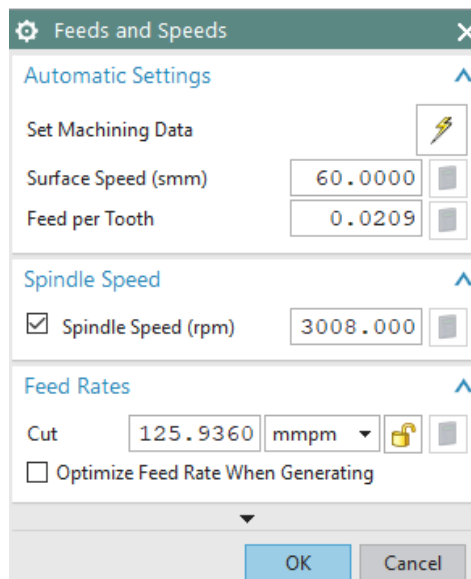 Feeds and Speeds
Automatic Settings
Set Machining Data
Surface Speed (smm) 60.0000
Feed per Tooth 0.0209
Spindle Speed
Spindle Speed (rpm) 3008.000
Feed Rates
Cut 125.9360 mmpm
Optimize Feed Rate When Generating
OK Cancel